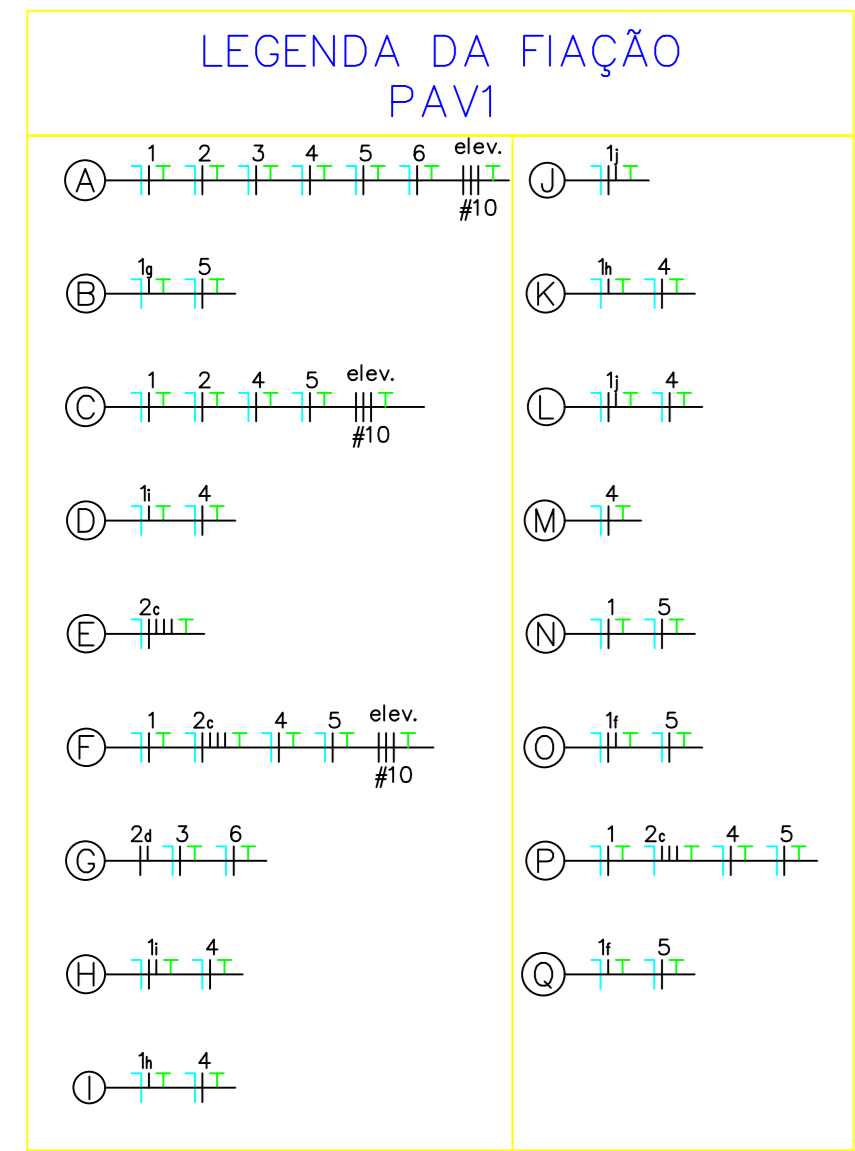 LEGENDA DA FIAÇÃO
PAV1
A 1 2 3 4 5 6 elev.
#10
B 1g 5
C 1 2 4 5 elev.
#10
D 1i 4
E 2c
F 1 2c 4 5 elev.
#10
G 2d 3 6
H 1i 4
I 1h 4
J 1j
K 1h 4
L 1j 4
M 4
N 1 5
O 1f 5
P 1 2c 4 5
Q 1f 5